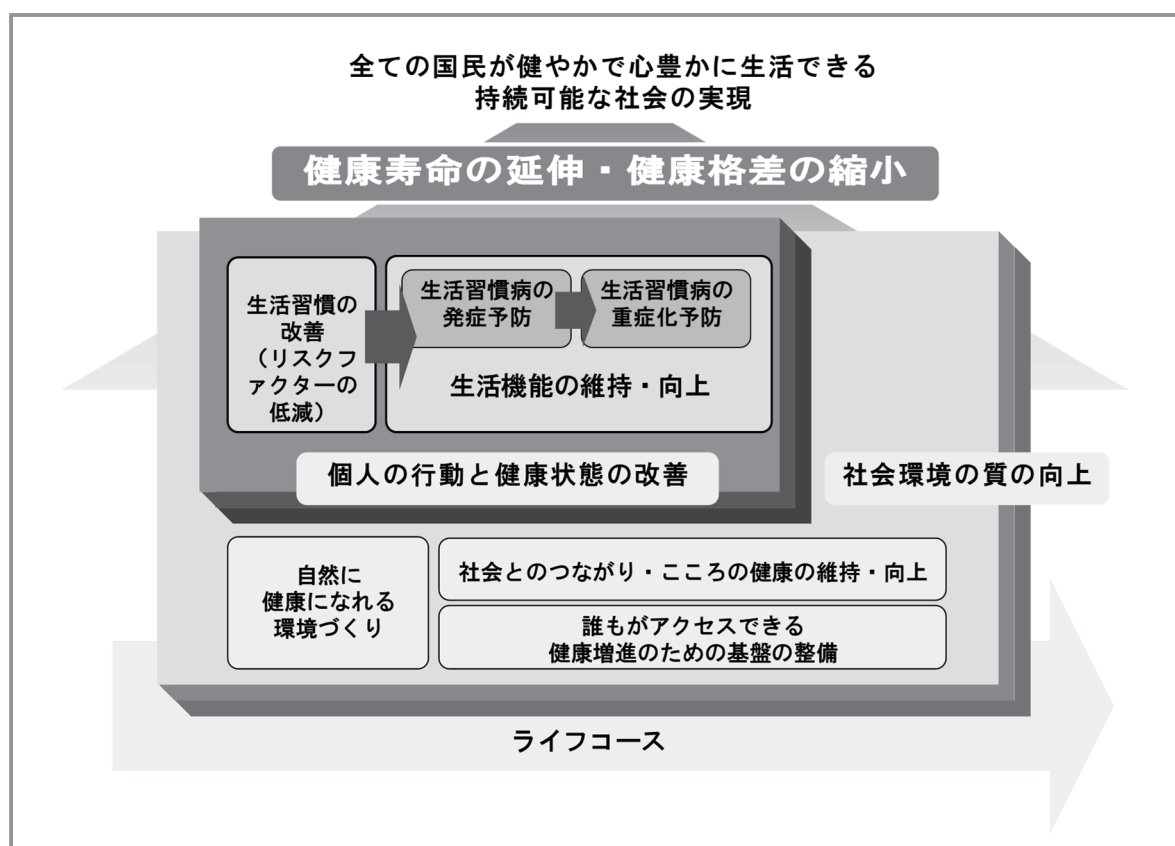 全ての国民が健やかで心豊かに生活できる
持続可能な社会の実現
健康寿命の延伸・健康格差の縮小
生活習慣の
改善
（リスクフ
ァクターの
低減）
生活習慣病の
発症予防
生活習慣病の
重症化予防
生活機能の維持・向上
個人の行動と健康状態の改善
社会環境の質の向上
自然に
健康になれる
環境づくり
社会とのつながり・こころの健康の維持・向上
誰もがアクセスできる
健康増進のための基盤の整備
ライフコース